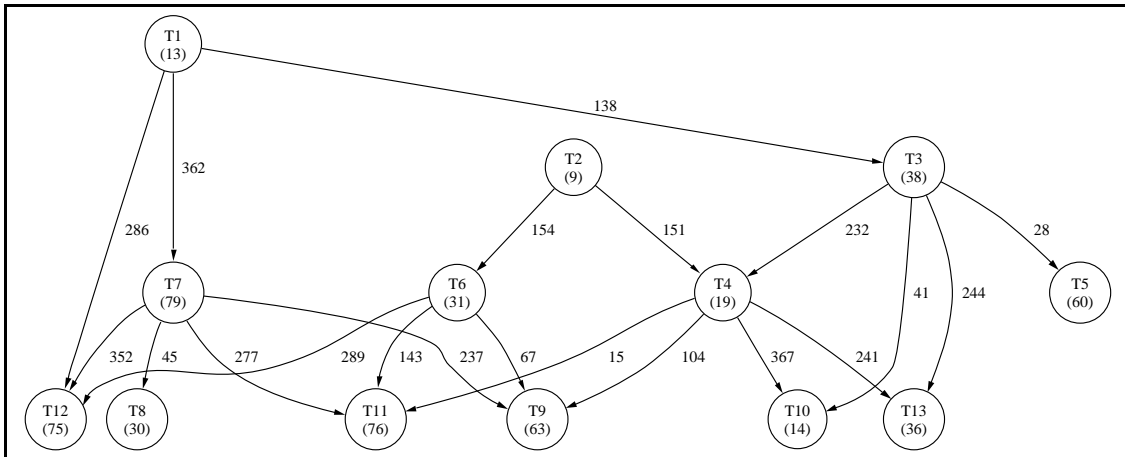 T1
(13)
138
T2
(9)
T3
(38)
362
286
154
151
232
28
T7
(79)
T6
(31)
T4
(19)
T5
(60)
41
244
352
45
277
289
143
237
67
15
104
367
241
T12
(75)
T8
(30)
T11
(76)
T9
(63)
T10
(14)
T13
(36)